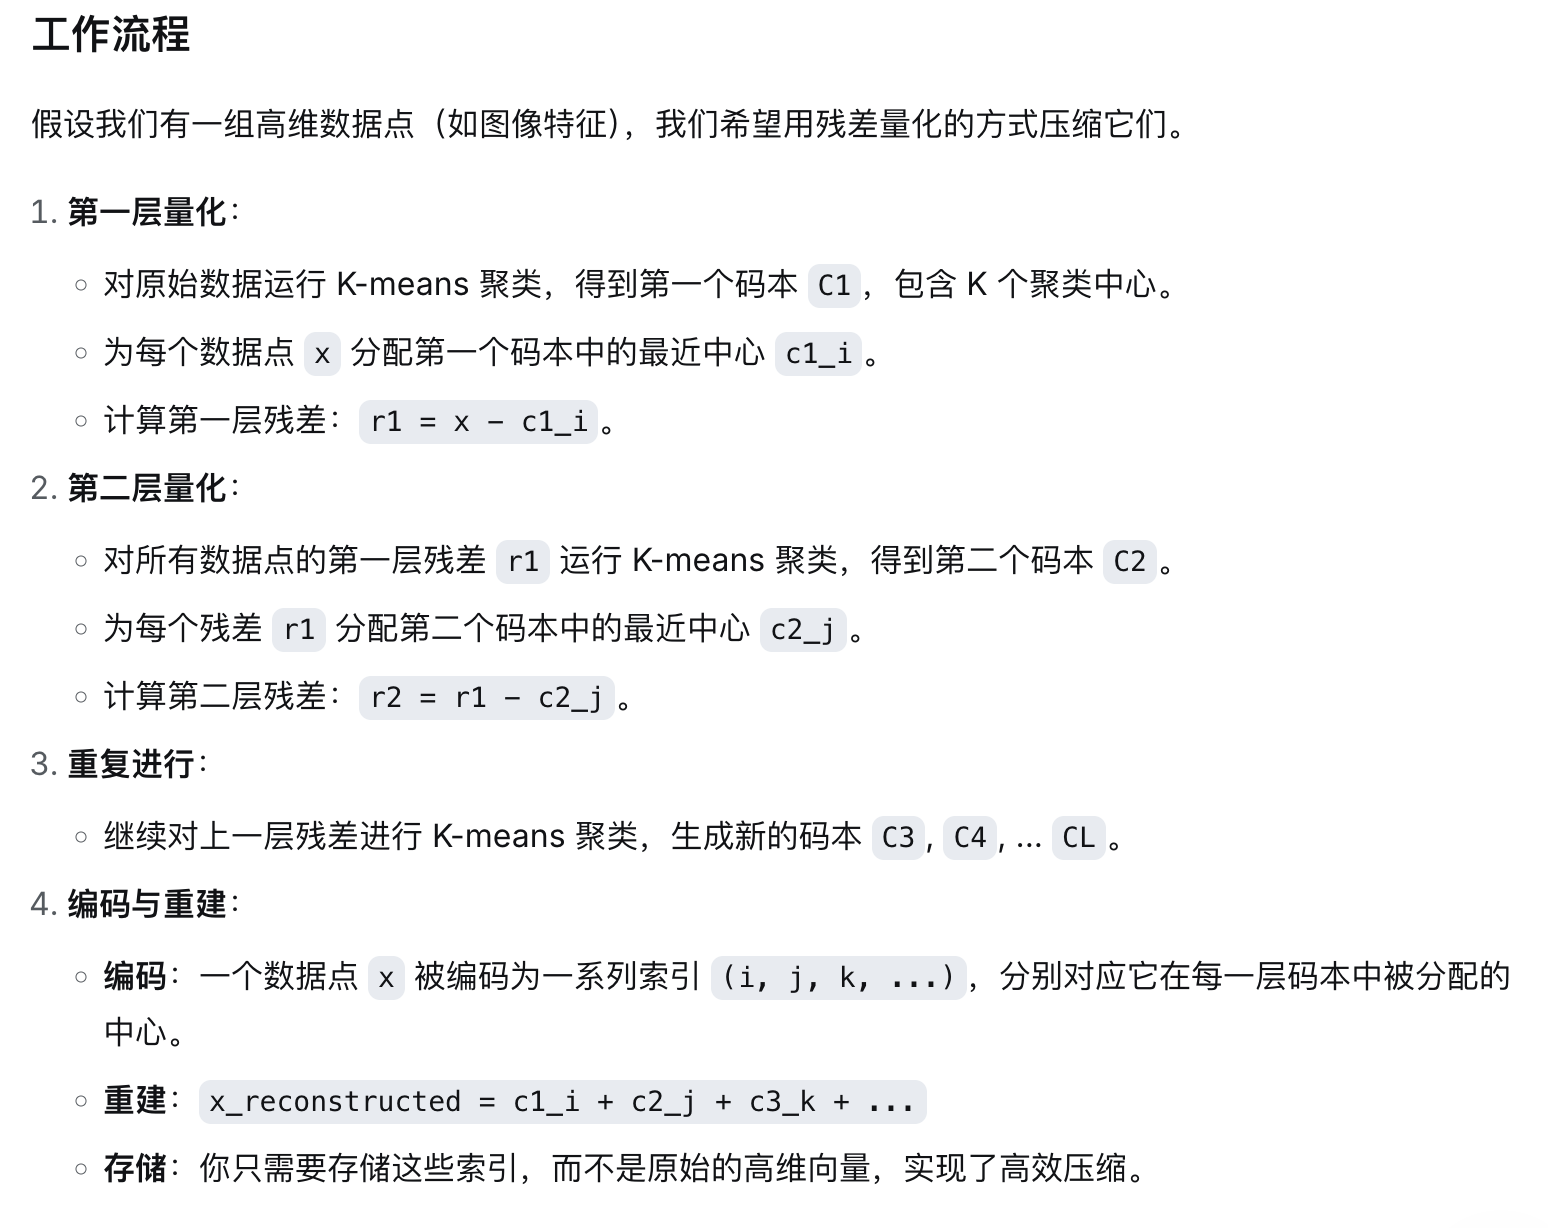 工作流程
假设我们有一组高维数据点（如图像特征），我们希望用残差量化的方式压缩它们。
1. 第一层量化：
○ 对原始数据运行 K-means 聚类，得到第一个码本 C1，包含 K 个聚类中心。
○ 为每个数据点 x 分配第一个码本中的最近中心 c1_i。
○ 计算第一层残差：r1 = x - c1_i。
2. 第二层量化：
○ 对所有数据点的第一层残差 r1 运行 K-means 聚类，得到第二个码本 C2。
○ 为每个残差 r1 分配第二个码本中的最近中心 c2_j。
○ 计算第二层残差：r2 = r1 - c2_j。
3. 重复进行：
○ 继续对上一层残差进行 K-means 聚类，生成新的码本 C3, C4, ... CL。
4. 编码与重建：
○ 编码：一个数据点 x 被编码为一系列索引 (i, j, k, ...)，分别对应它在每一层码本中被分配的
中心。
○ 重建：x_reconstructed = c1_i + c2_j + c3_k + ...
○ 存储：你只需要存储这些索引，而不是原始的高维向量，实现了高效压缩。